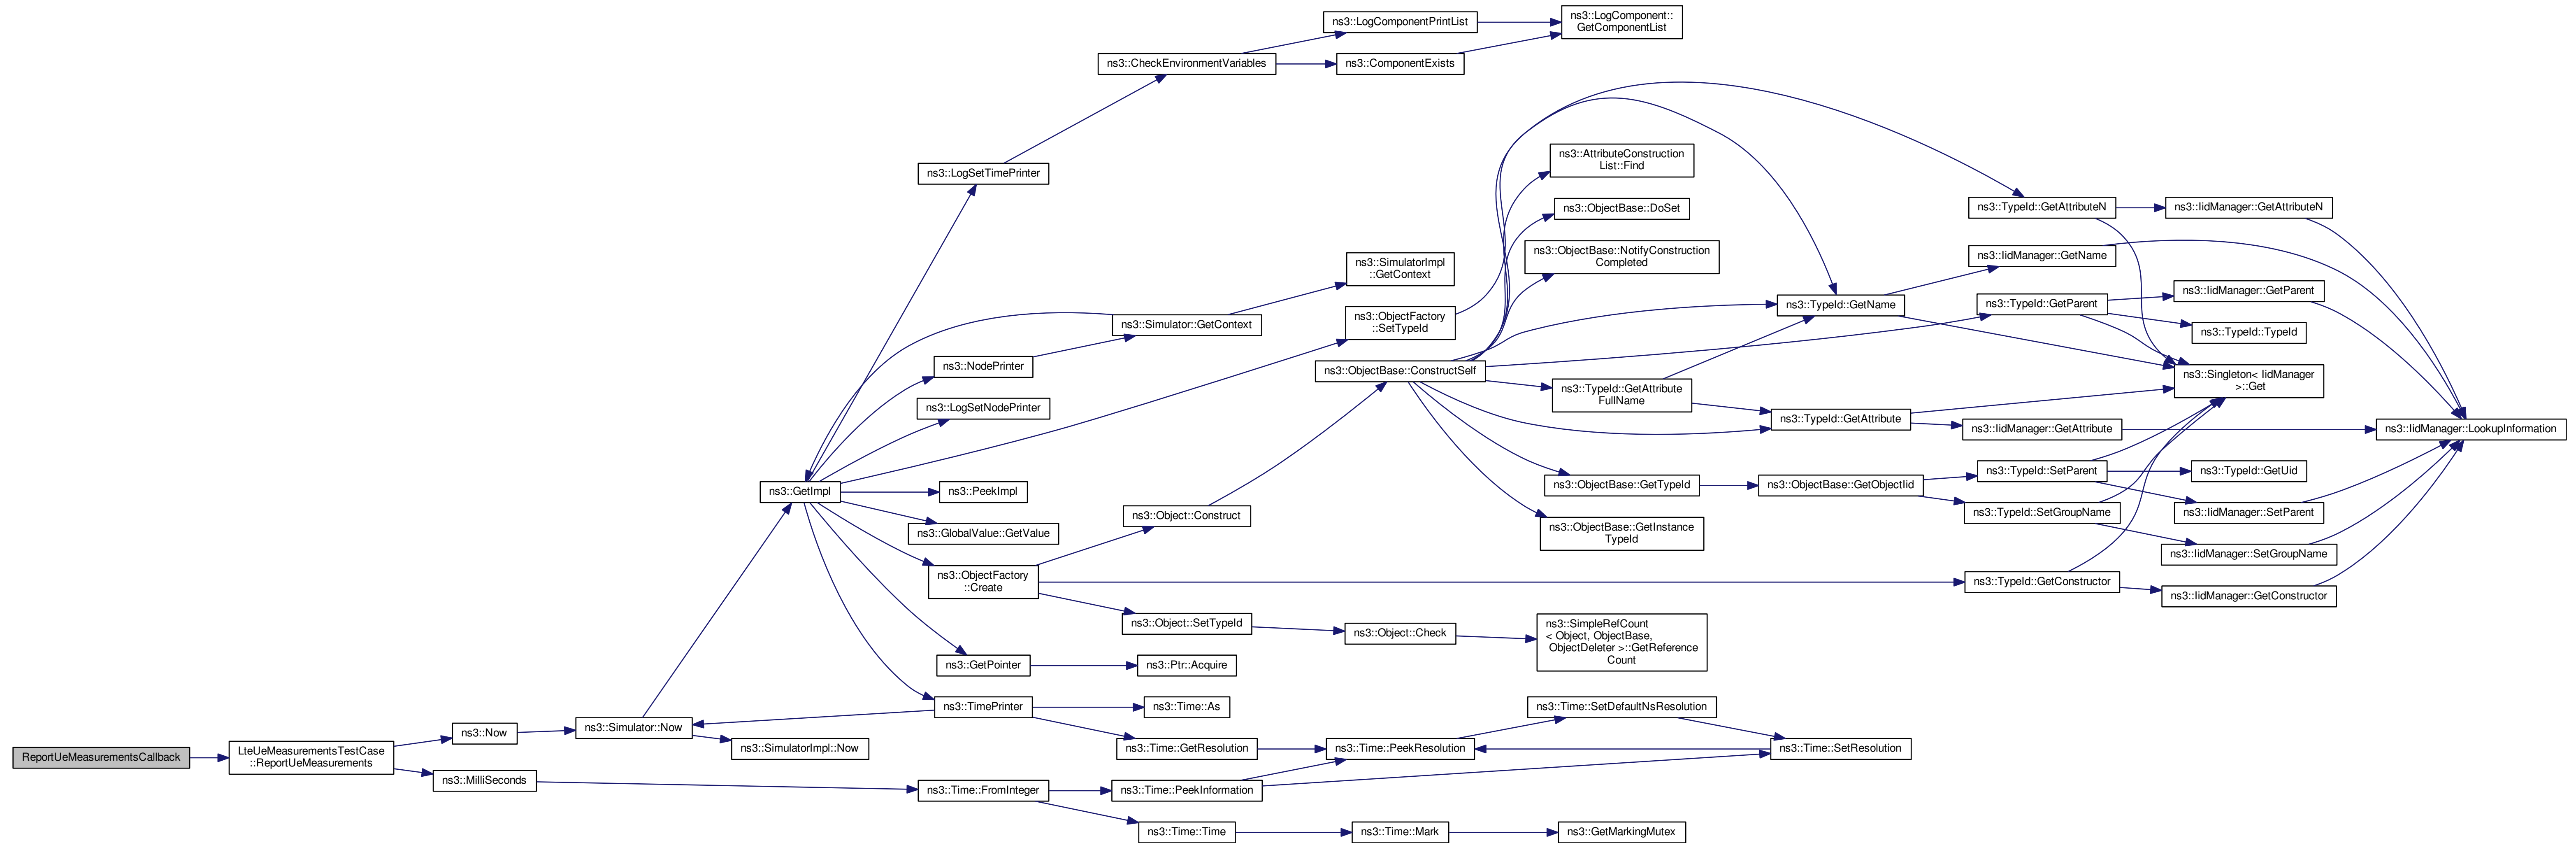 ReportUeMeasurementsCallback
LteUeMeasurementsTestCase
::ReportUeMeasurements
ns3::Now
ns3::MilliSeconds
ns3::Simulator::Now
ns3::SimulatorImpl::Now
ns3::GetImpl
ns3::LogSetTimePrinter
ns3::NodePrinter
ns3::LogSetNodePrinter
ns3::PeekImpl
ns3::GlobalValue::GetValue
ns3::ObjectFactory
::Create
ns3::GetPointer
ns3::TimePrinter
ns3::Time::FromInteger
ns3::CheckEnvironmentVariables
ns3::Simulator::GetContext
ns3::Object::Construct
ns3::Object::SetTypeId
ns3::Ptr::Acquire
ns3::Time::As
ns3::Time::GetResolution
ns3::Time::PeekInformation
ns3::Time::Time
ns3::LogComponentPrintList
ns3::ComponentExists
ns3::SimulatorImpl
::GetContext
ns3::ObjectFactory
::SetTypeId
ns3::ObjectBase::ConstructSelf
ns3::Object::Check
ns3::Time::PeekResolution
ns3::Time::Mark
ns3::LogComponent::
GetComponentList
ns3::AttributeConstruction
List::Find
ns3::ObjectBase::DoSet
ns3::ObjectBase::NotifyConstruction
Completed
ns3::TypeId::GetAttribute
FullName
ns3::ObjectBase::GetTypeId
ns3::ObjectBase::GetInstance
TypeId
ns3::SimpleRefCount
< Object, ObjectBase,
ObjectDeleter >::GetReference
Count
ns3::Time::SetDefaultNsResolution
ns3::GetMarkingMutex
ns3::TypeId::GetName
ns3::TypeId::GetAttribute
ns3::ObjectBase::GetObjectIid
ns3::Time::SetResolution
ns3::TypeId::GetAttributeN
ns3::IidManager::GetName
ns3::TypeId::GetParent
ns3::IidManager::GetAttribute
ns3::TypeId::SetParent
ns3::TypeId::SetGroupName
ns3::TypeId::GetConstructor
ns3::IidManager::GetAttributeN
ns3::IidManager::GetParent
ns3::TypeId::TypeId
ns3::Singleton< IidManager
>::Get
ns3::TypeId::GetUid
ns3::IidManager::SetParent
ns3::IidManager::SetGroupName
ns3::IidManager::GetConstructor
ns3::IidManager::LookupInformation